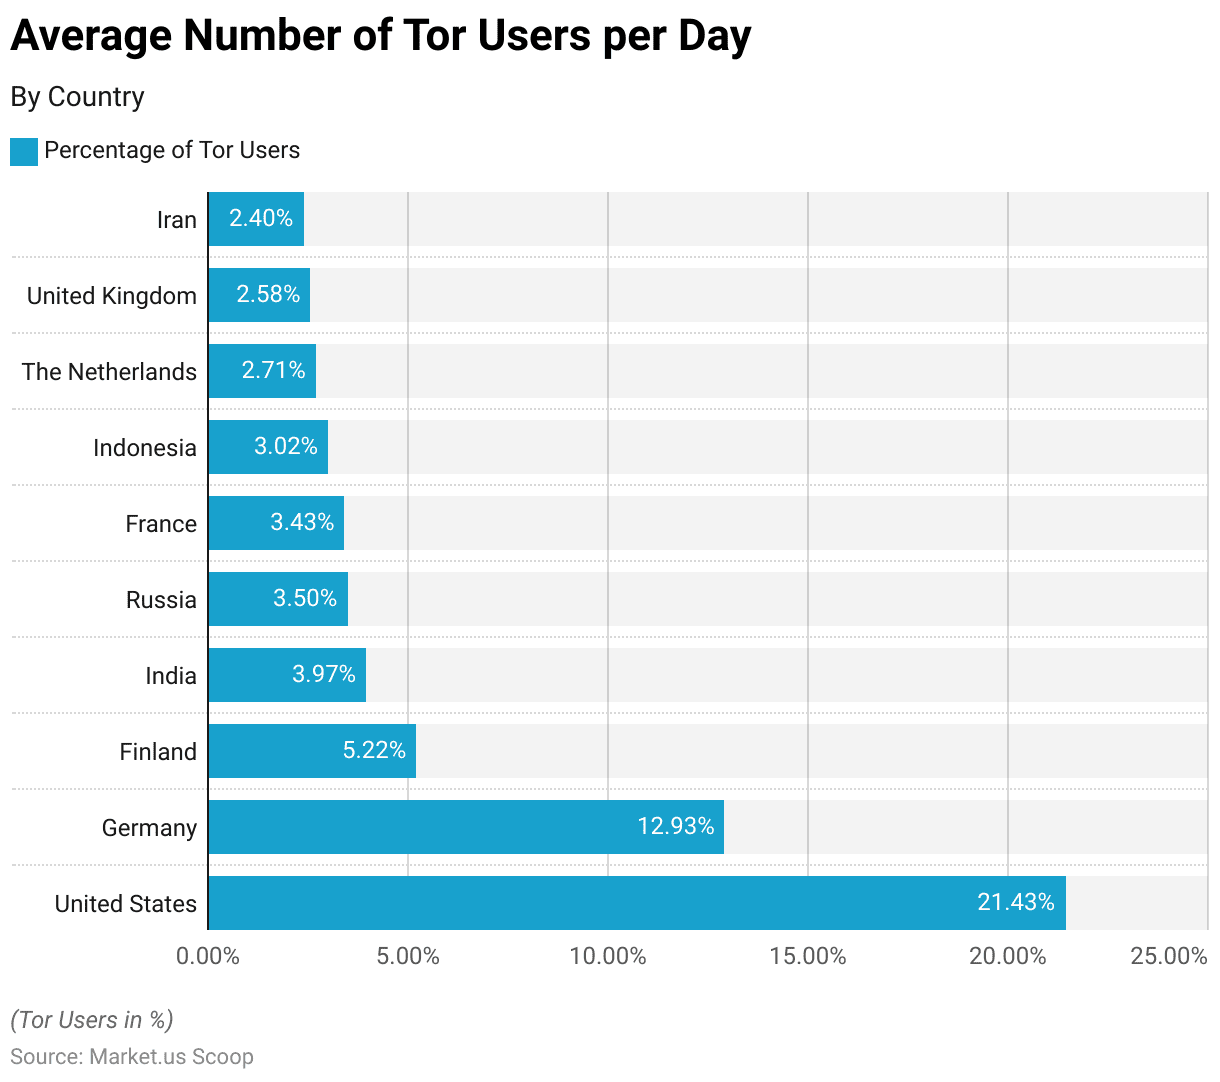 Average Number of Tor Users per Day
By Country
Percentage of Tor Users
Iran 2.40%
United Kingdom 2.58%
The Netherlands 2.71%
Indonesia 3.02%
France 3.43%
Russia 3.50%
India 3.97%
Finland 5.22%
Germany 12.93%
United States 21.43%
0.00% 5.00% 10.00% 15.00% 20.00% 25.00%
(Tor Users in %)
Source: Market.us Scoop